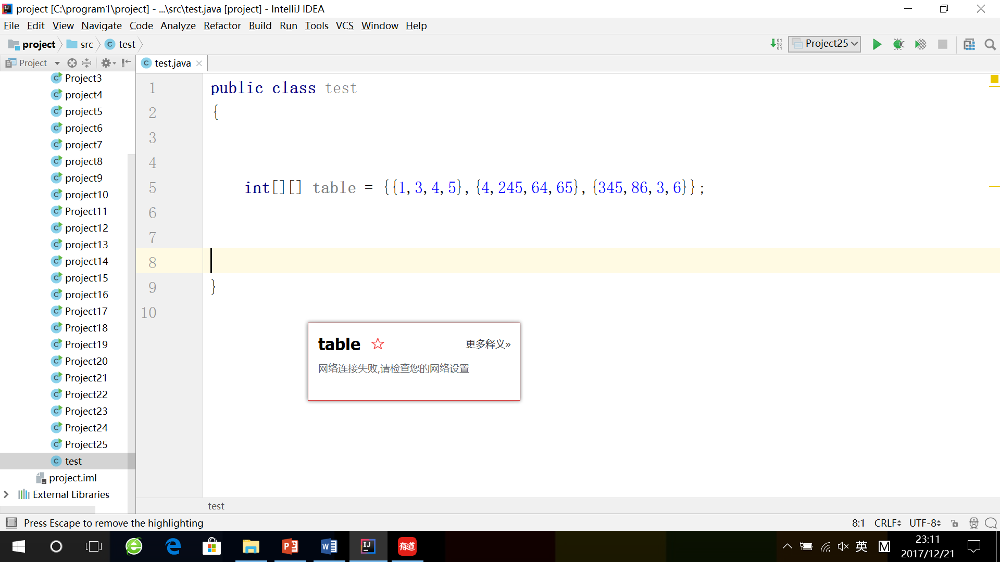 project [C:\program1\project] - ...\src\test.java [project] - IntelliJ IDEA
File Edit View Navigate Code Analyze Refactor Build Run Tools VCS Window Help
project src test
Project25
Project
test.java
Project3
project4
project5
project6
project7
project8
project9
project10
Project11
project12
project13
project14
project15
project16
Project17
Project18
Project19
Project20
Project21
Project22
Project23
Project24
Project25
test
project.iml
External Libraries
1 public class test
2 {
3
4
5 int[][] table = {{1,3,4,5},{4,245,64,65},{345,86,3,6}};
6
7
8
9 }
10
table 更多释义»
网络连接失败,请检查您的网络设置
test
Press Escape to remove the highlighting
8:1 CRLF UTF-8
英 M
23:11
2017/12/21
有道